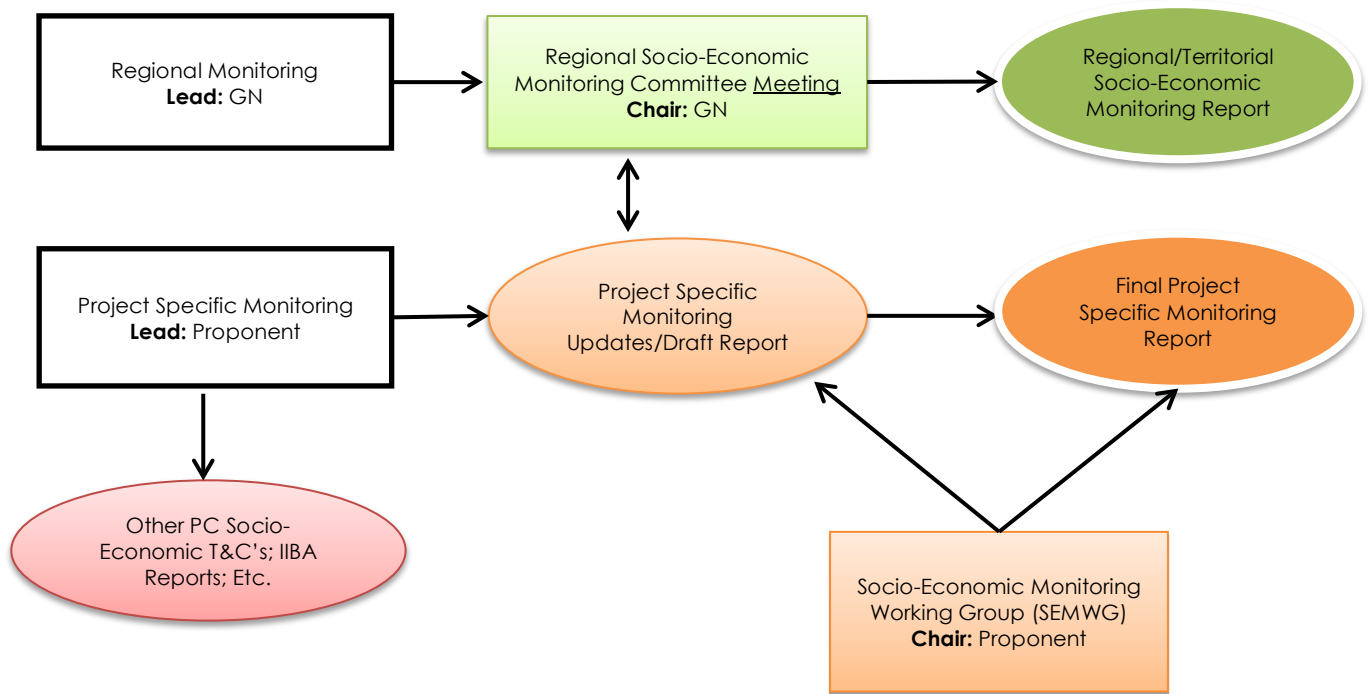 Regional Monitoring
Lead: GN
Regional Socio-Economic
Monitoring Committee Meeting
Chair: GN
Regional/Territorial
Socio-Economic
Monitoring Report
Project Specific Monitoring
Lead: Proponent
Project Specific
Monitoring
Updates/Draft Report
Final Project
Specific Monitoring
Report
Other PC Socio-
Economic T&C's; IIBA
Reports; Etc.
Socio-Economic Monitoring
Working Group (SEMWG)
Chair: Proponent